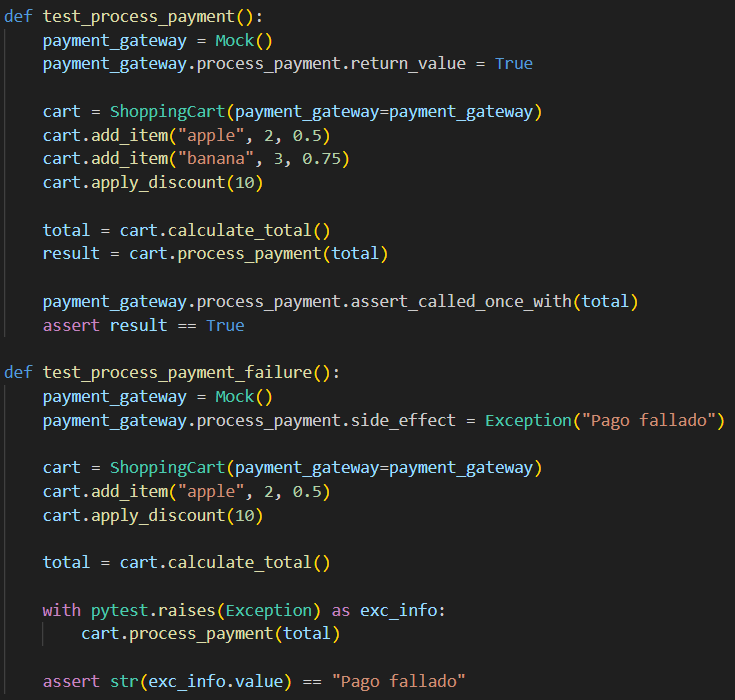 def test_process_payment():
    payment_gateway = Mock()
    payment_gateway.process_payment.return_value = True

    cart = ShoppingCart(payment_gateway=payment_gateway)
    cart.add_item("apple", 2, 0.5)
    cart.add_item("banana", 3, 0.75)
    cart.apply_discount(10)

    total = cart.calculate_total()
    result = cart.process_payment(total)

    payment_gateway.process_payment.assert_called_once_with(total)
    assert result == True

def test_process_payment_failure():
    payment_gateway = Mock()
    payment_gateway.process_payment.side_effect = Exception("Pago fallado")

    cart = ShoppingCart(payment_gateway=payment_gateway)
    cart.add_item("apple", 2, 0.5)
    cart.apply_discount(10)

    total = cart.calculate_total()

    with pytest.raises(Exception) as exc_info:
        cart.process_payment(total)

    assert str(exc_info.value) == "Pago fallado"